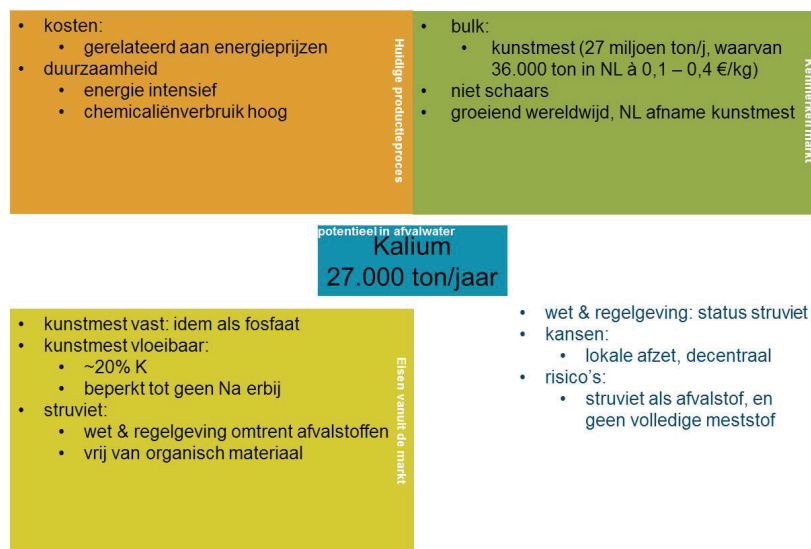 • kosten:
• gerelateerd aan energieprijzen
• duurzaamheid
• energie intensief
• chemicaliënverbruik hoog
Huidige productieproces
• bulk:
• kunstmest (27 miljoen ton/j, waarvan
36.000 ton in NL à 0,1 – 0,4 €/kg)
• niet schaars
• groeiend wereldwijd, NL afname kunstmest
Kenmerken markt
potentieel in afvalwater
Kalium
27.000 ton/jaar
• kunstmest vast: idem als fosfaat
• kunstmest vloeibaar:
• ~20% K
• beperkt tot geen Na erbij
• struviet:
• wet & regelgeving omtrent afvalstoffen
• vrij van organisch materiaal
Eisen vanuit de markt
• wet & regelgeving: status struviet
• kansen:
• lokale afzet, decentraal
• risico’s:
• struviet als afvalstof, en
geen volledige meststof